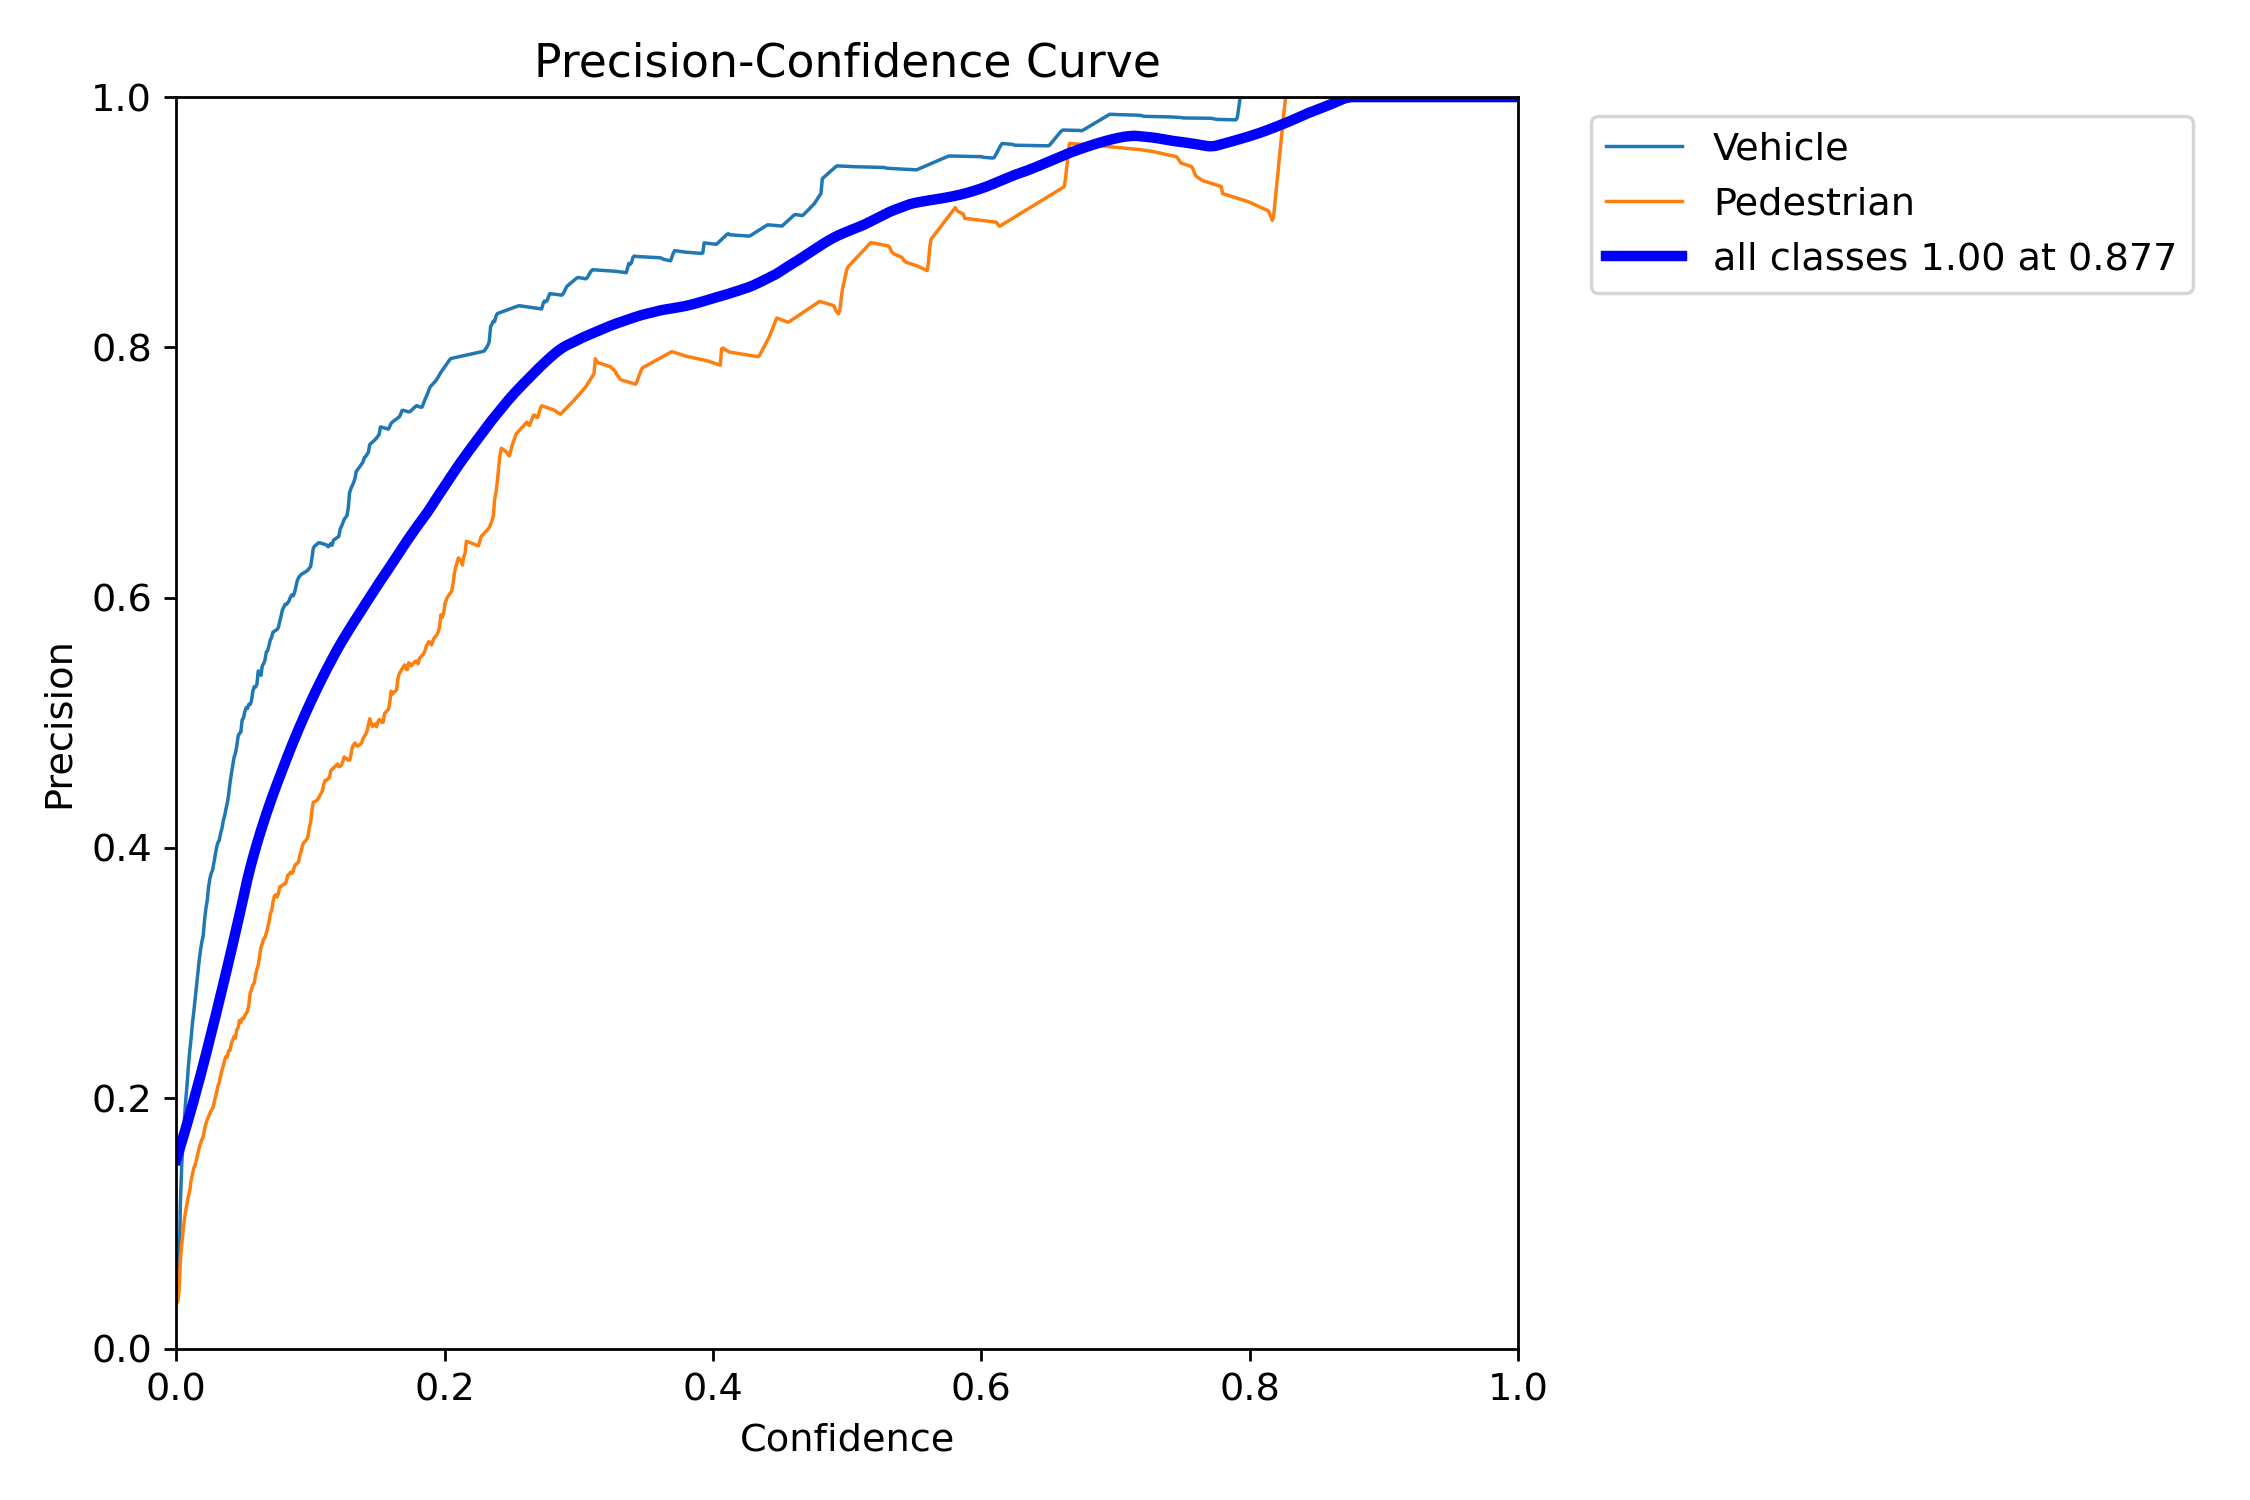 Precision-Confidence Curve
1.0
0.8
0.6
0.4
0.2
0.0
Precision
0.0 0.2 0.4 0.6 0.8 1.0
Confidence
Vehicle
Pedestrian
all classes 1.00 at 0.877